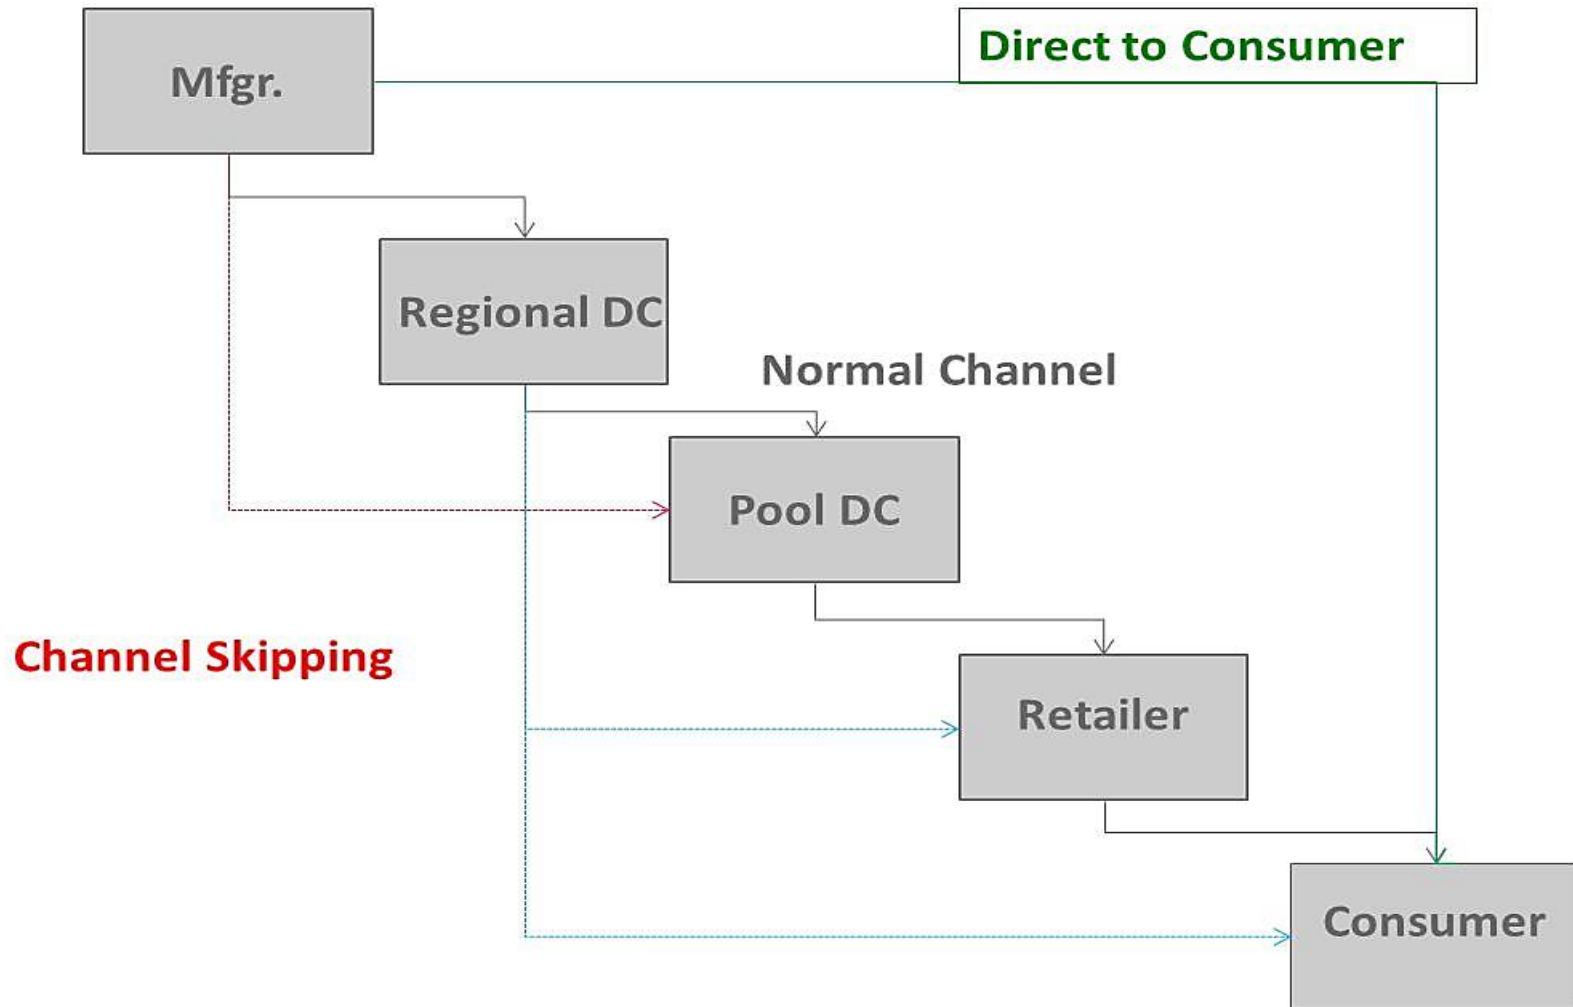 Direct to Consumer
Mfgr.
Regional DC
Normal Channel
Pool DC
Channel Skipping
Retailer
Consumer